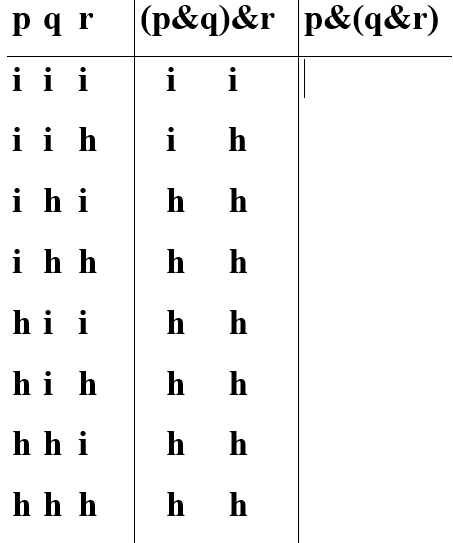 p q r (p&q)&r p&(q&r)
i i i i i
i i h i h
i h i h h
i h h h h
h i i h h
h i h h h
h h i h h
h h h h h